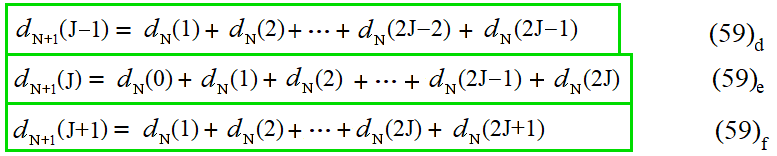 d_{N+1}(J−1) = d_N(1) + d_N(2) + ⋯ + d_N(2J−2) + d_N(2J−1) (59)_d
d_{N+1}(J) = d_N(0) + d_N(1) + d_N(2) + ⋯ + d_N(2J−1) + d_N(2J) (59)_e
d_{N+1}(J+1) = d_N(1) + d_N(2) + ⋯ + d_N(2J) + d_N(2J+1) (59)_f